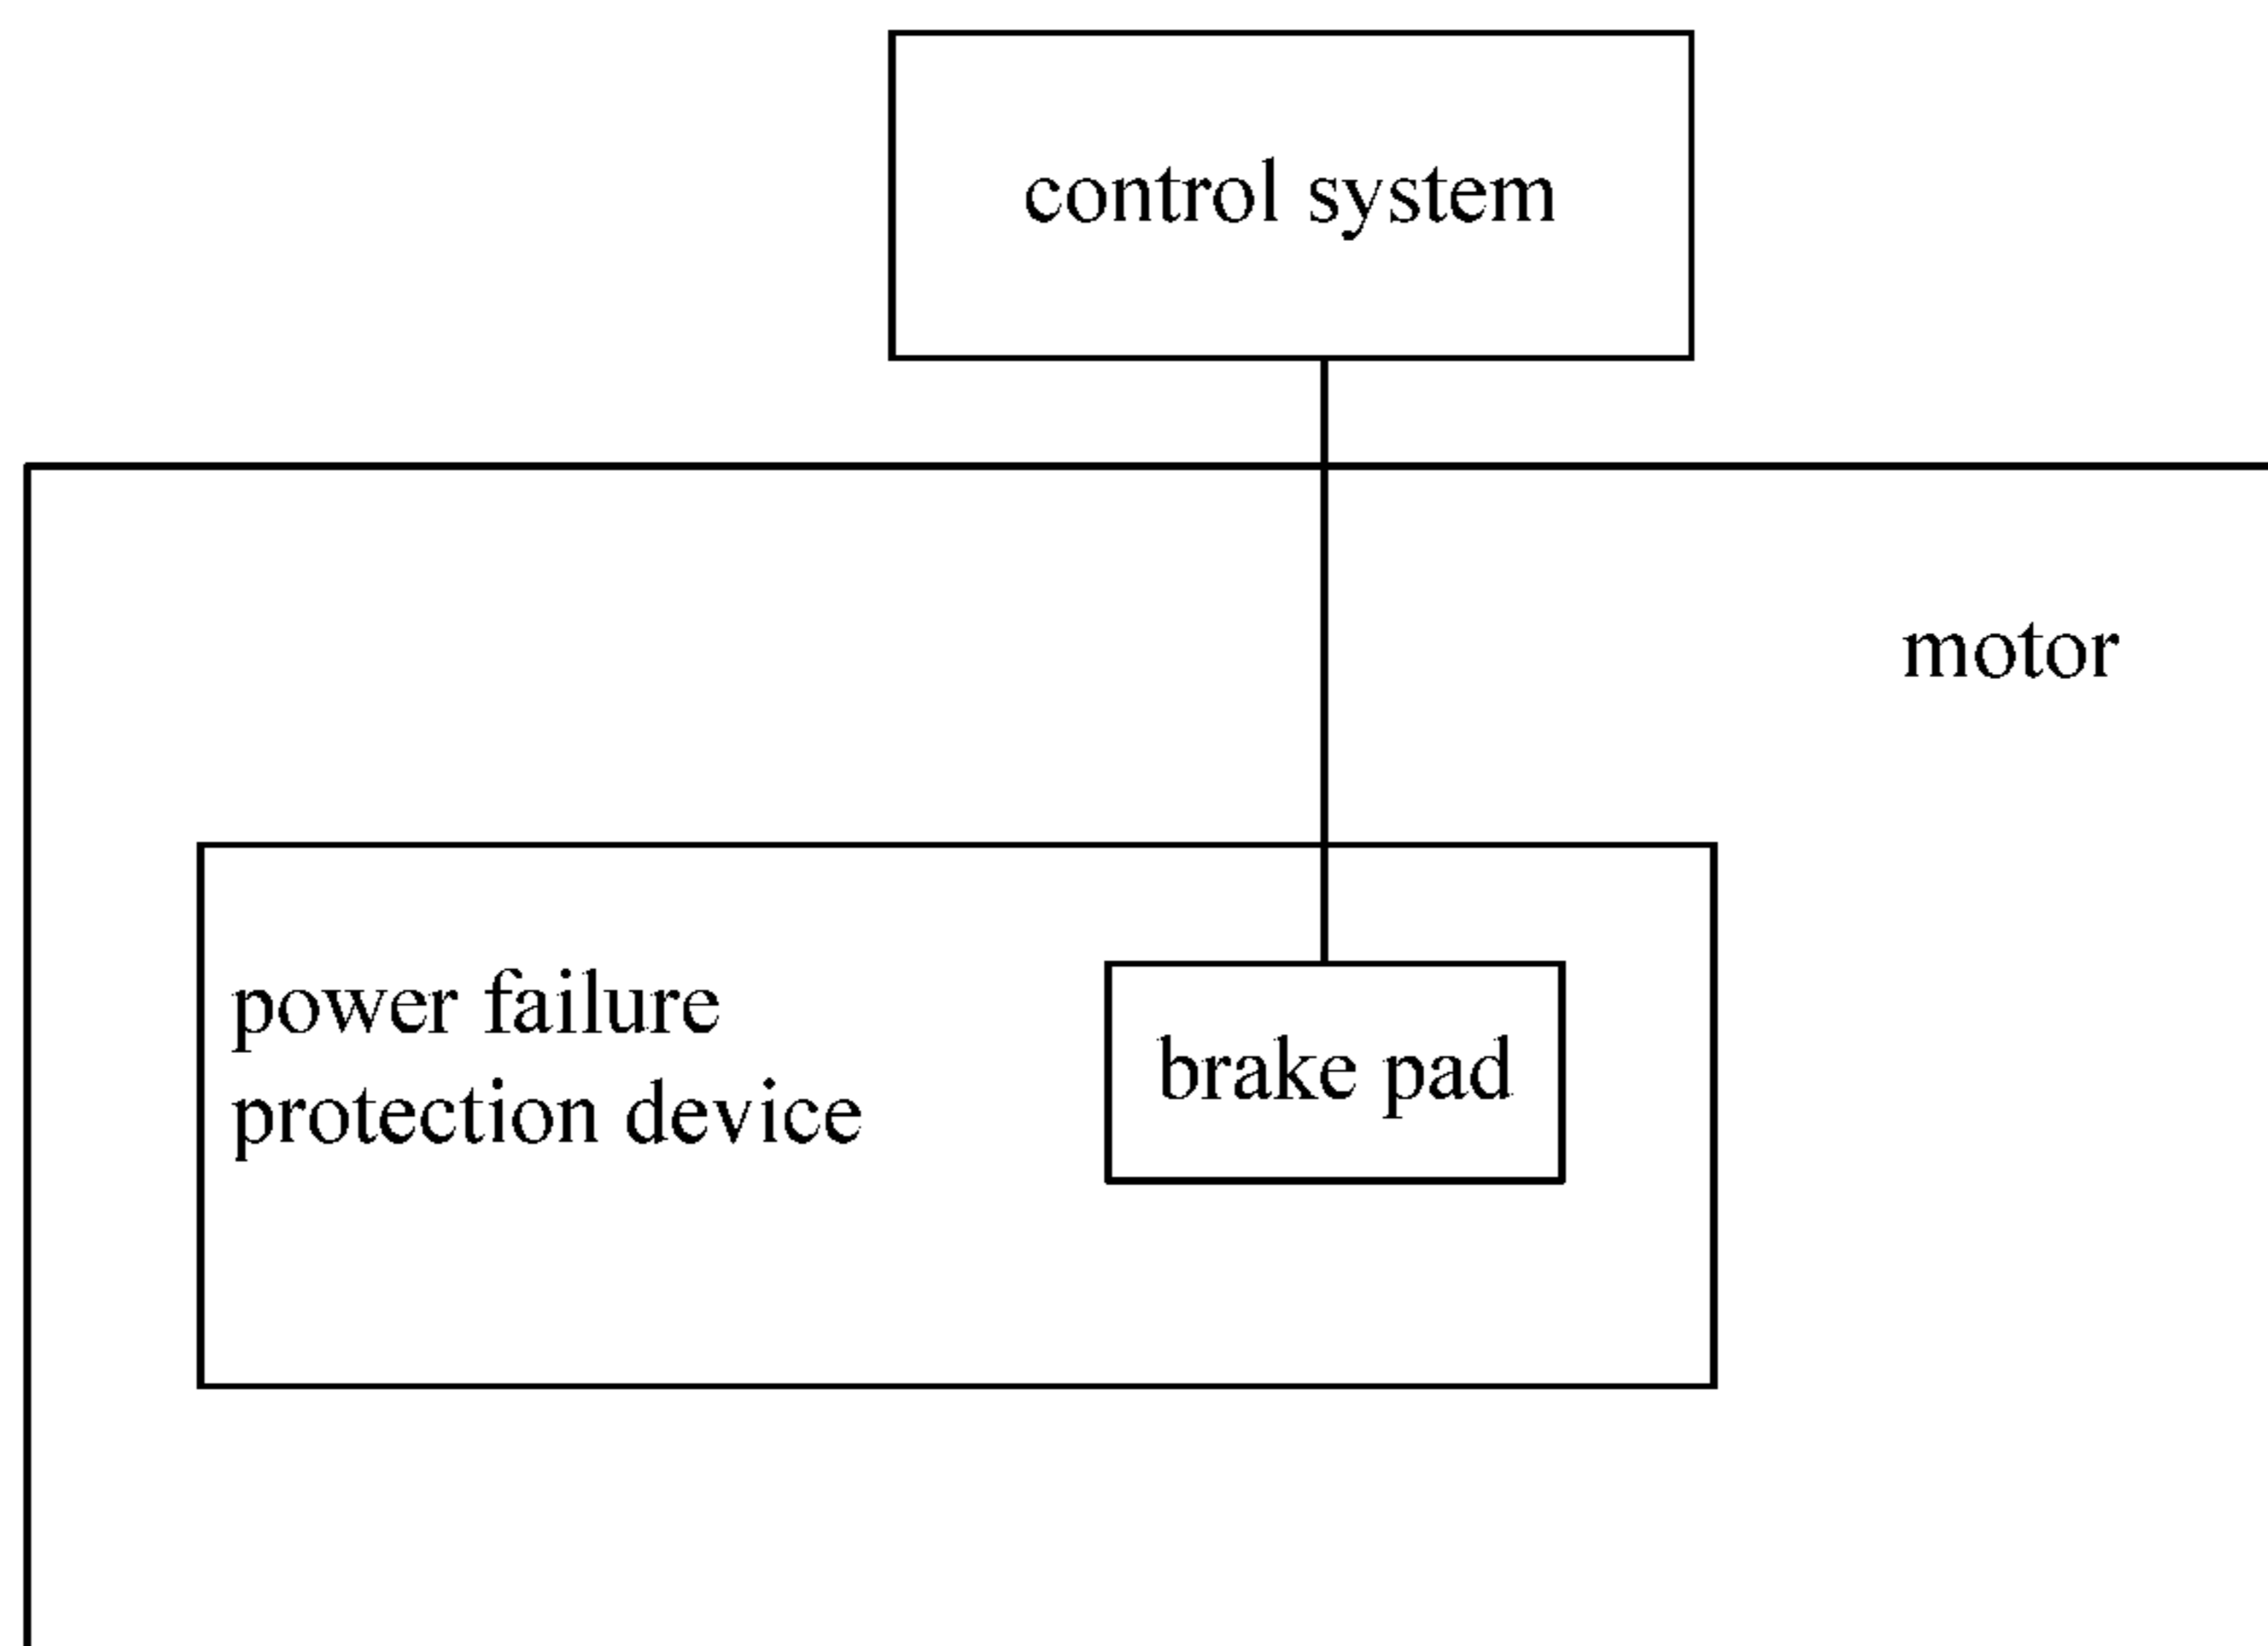 control system
motor
power failure
protection device
brake pad